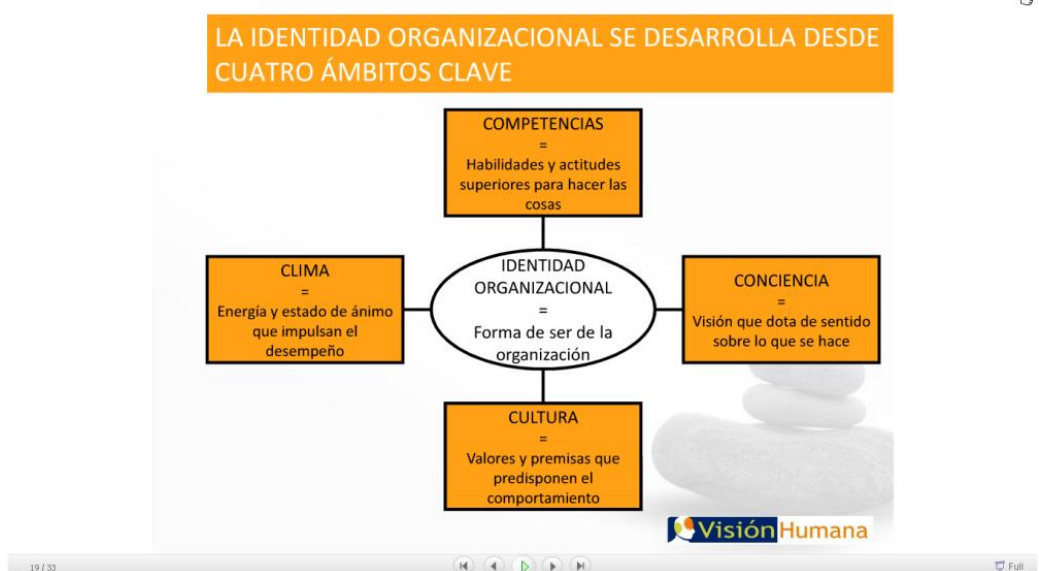 LA IDENTIDAD ORGANIZACIONAL SE DESARROLLA DESDE
CUATRO ÁMBITOS CLAVE
COMPETENCIAS
=
Habilidades y actitudes
superiores para hacer las
cosas
CLIMA
=
Energía y estado de ánimo
que impulsan el
desempeño
IDENTIDAD
ORGANIZACIONAL
=
Forma de ser de la
organización
CONCIENCIA
=
Visión que dota de sentido
sobre lo que se hace
CULTURA
=
Valores y premisas que
predisponen el
comportamiento
Visión Humana
19 / 33
Full